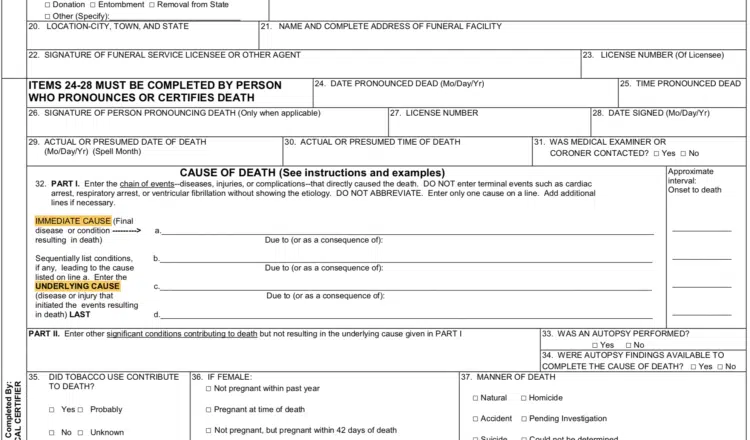 □ Donation □ Entombment □ Removal from State
□ Other (Specify):
20. LOCATION-CITY, TOWN, AND STATE
21. NAME AND COMPLETE ADDRESS OF FUNERAL FACILITY
22. SIGNATURE OF FUNERAL SERVICE LICENSEE OR OTHER AGENT
23. LICENSE NUMBER (Of Licensee)
ITEMS 24-28 MUST BE COMPLETED BY PERSON
WHO PRONOUNCES OR CERTIFIES DEATH
24. DATE PRONOUNCED DEAD (Mo/Day/Yr)
25. TIME PRONOUNCED DEAD
26. SIGNATURE OF PERSON PRONOUNCING DEATH (Only when applicable)
27. LICENSE NUMBER
28. DATE SIGNED (Mo/Day/Yr)
29. ACTUAL OR PRESUMED DATE OF DEATH
(Mo/Day/Yr) (Spell Month)
30. ACTUAL OR PRESUMED TIME OF DEATH
31. WAS MEDICAL EXAMINER OR
CORONER CONTACTED? □ Yes □ No
CAUSE OF DEATH (See instructions and examples)
32. PART I. Enter the chain of events--diseases, injuries, or complications--that directly caused the death. DO NOT enter terminal events such as cardiac
arrest, respiratory arrest, or ventricular fibrillation without showing the etiology. DO NOT ABBREVIATE. Enter only one cause on a line. Add additional
lines if necessary.
Approximate
interval:
Onset to death
IMMEDIATE CAUSE (Final
disease or condition --------->
resulting in death)
a.
Due to (or as a consequence of):
Sequentially list conditions,
if any, leading to the cause
listed on line a. Enter the
UNDERLYING CAUSE
(disease or injury that
initiated the events resulting
in death) LAST
b.
Due to (or as a consequence of):
c.
Due to (or as a consequence of):
d.
PART II. Enter other significant conditions contributing to death but not resulting in the underlying cause given in PART I
33. WAS AN AUTOPSY PERFORMED?
□ Yes □ No
34. WERE AUTOPSY FINDINGS AVAILABLE TO
COMPLETE THE CAUSE OF DEATH? □ Yes □ No
35. DID TOBACCO USE CONTRIBUTE
TO DEATH?
□ Yes □ Probably
□ No □ Unknown
36. IF FEMALE:
□ Not pregnant within past year
□ Pregnant at time of death
□ Not pregnant, but pregnant within 42 days of death
37. MANNER OF DEATH
□ Natural □ Homicide
□ Accident □ Pending Investigation
□ Suicide □ Could not be determined
Completed By:
CAL CERTIFIER